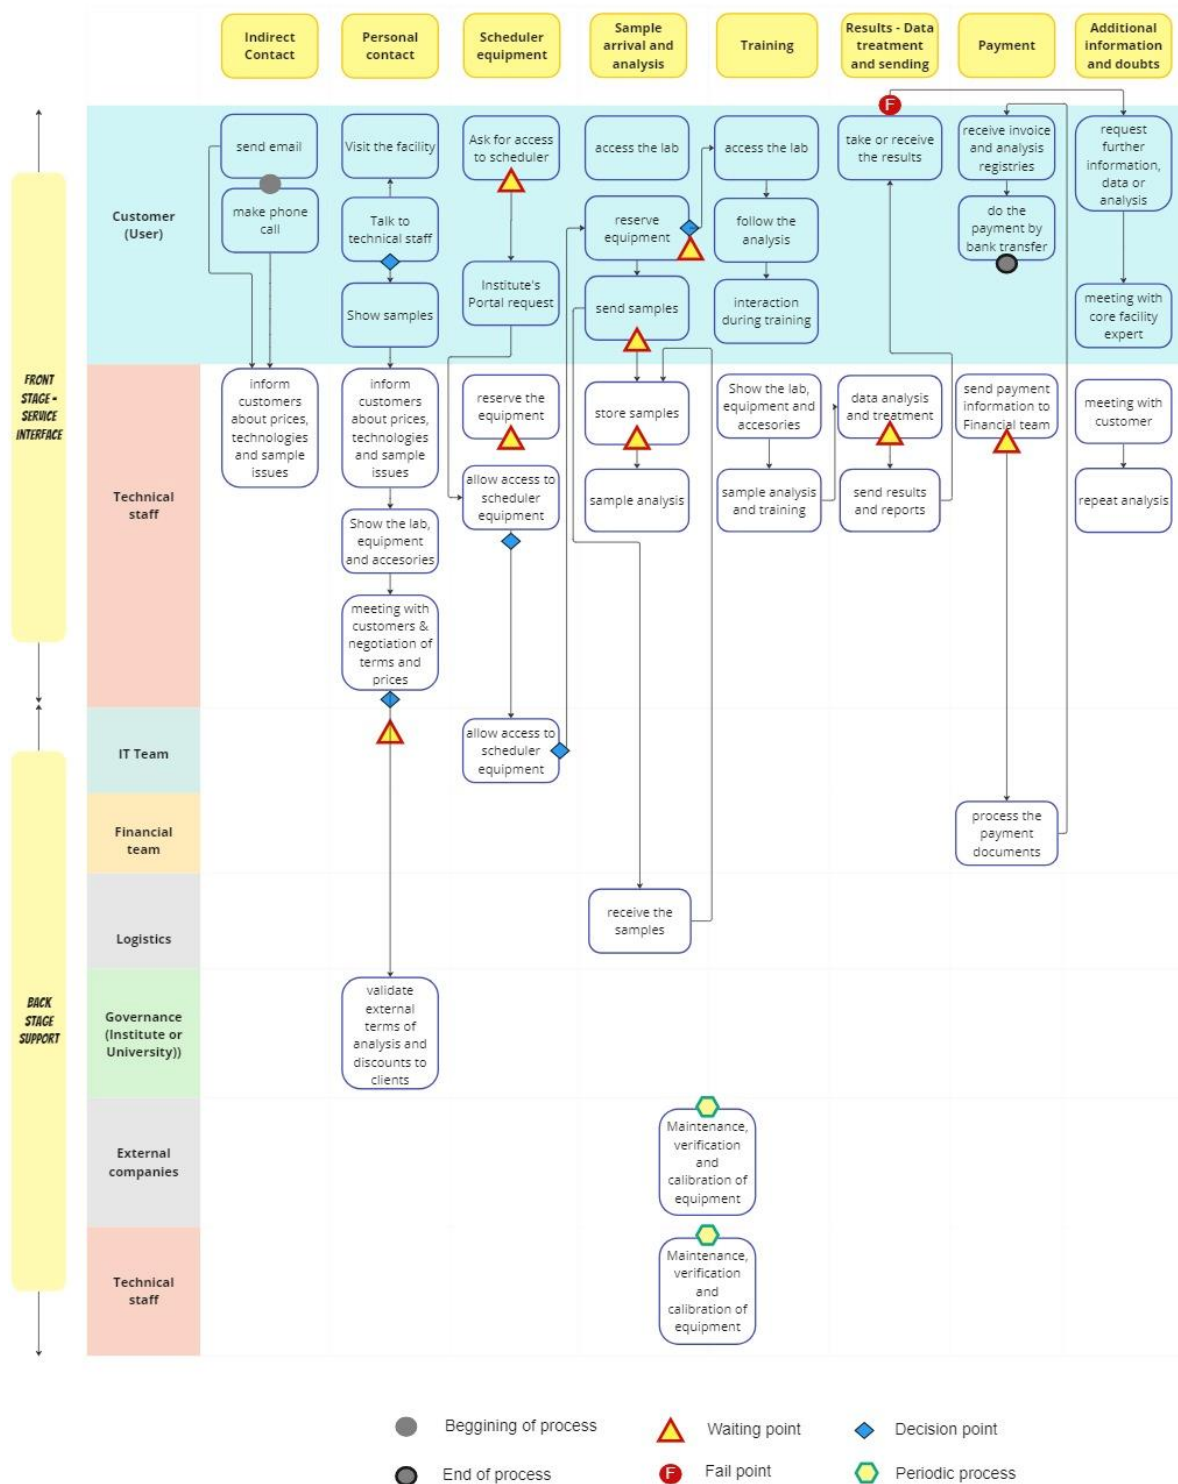 Indirect
Contact
Personal
contact
Scheduler
equipment
Sample
arrival and
analysis
Training
Results - Data
treatment
and sending
Payment
Additional
information
and doubts
FRONT
STAGE -
SERVICE
INTERFACE
Customer
(User)
send email
make phone
call
Visit the facility
Talk to
technical staff
Show samples
Ask for access
to scheduler
Institute's
Portal request
access the lab
reserve
equipment
send samples
access the lab
follow the
analysis
interaction
during training
F
take or receive
the results
receive invoice
and analysis
registries
do the
payment by
bank transfer
request
further
information,
data or
analysis
meeting with
core facility
expert
Technical
staff
inform
customers
about prices,
technologies
and sample
issues
inform
customers
about prices,
technologies
and sample
issues
Show the lab,
equipment
and accesories
meeting with
customers &
negotiation of
terms and
prices
reserve the
equipment
allow access to
scheduler
equipment
store samples
sample analysis
Show the lab,
equipment and
accesories
sample analysis
and training
data analysis
and treatment
send results
and reports
send payment
information to
Financial team
meeting with
customer
repeat analysis
BACK
STAGE
SUPPORT
IT Team
allow access to
scheduler
equipment
Financial
team
process the
payment
documents
Logistics
receive the
samples
Governance
(Institute or
University))
validate
external
terms of
analysis and
discounts to
clients
External
companies
Maintenance,
verification
and
calibration of
equipment
Technical
staff
Maintenance,
verification
and
calibration of
equipment
Beggining of process
Waiting point
Decision point
End of process
F
Fail point
Periodic process